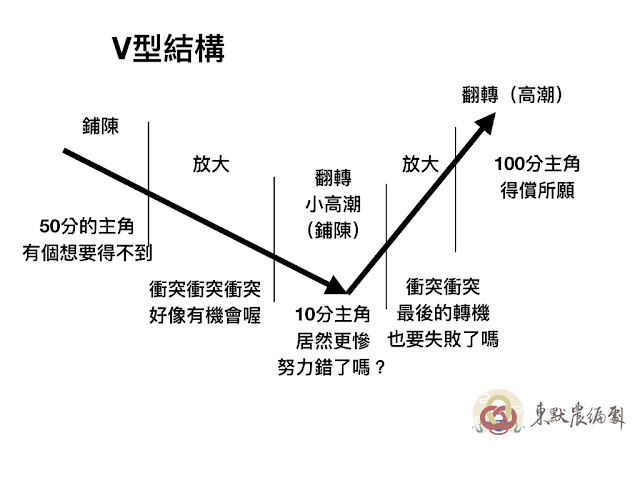 V型結構
翻轉（高潮）
鋪陳
放大
放大
100分主角
得償所願
翻轉
小高潮
（鋪陳）
50分的主角
有個想要得不到
衝突衝突衝突
好像有機會喔
10分主角
居然更慘
努力錯了嗎？
衝突衝突
最後的轉機
也要失敗了嗎
東默農編劇